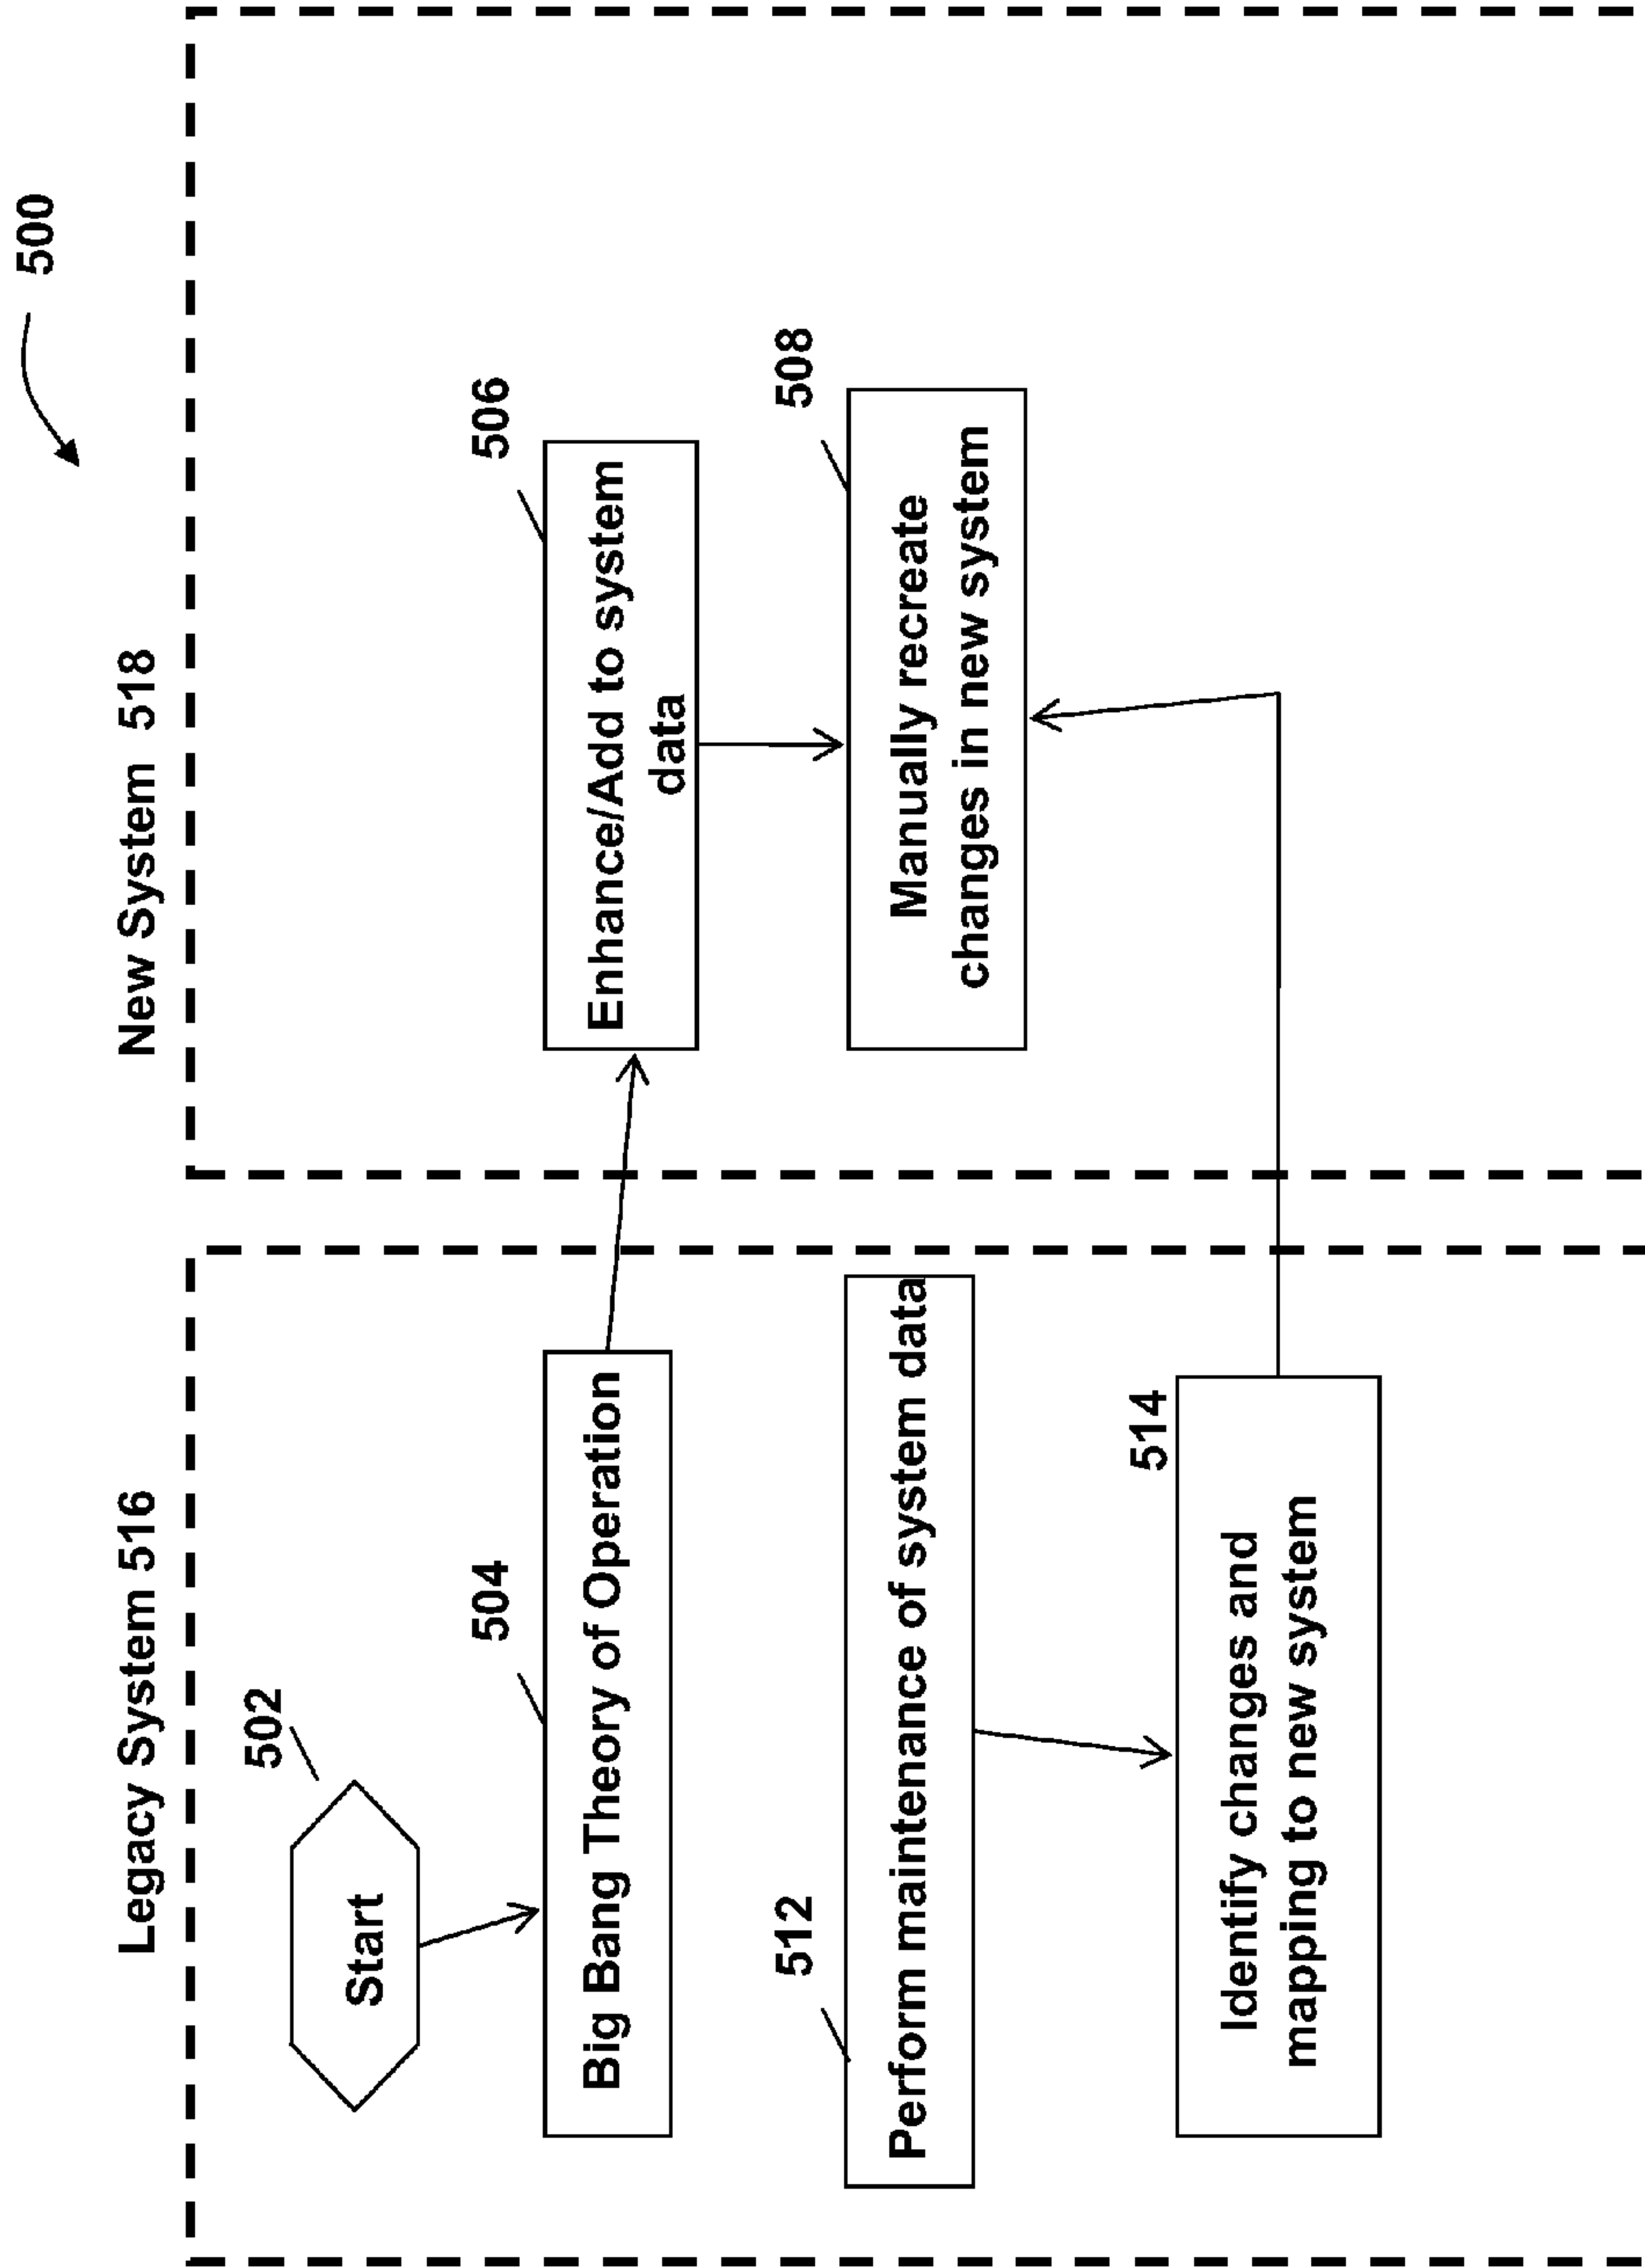 500
Legacy System 516
New System 518
502
Start
504
Big Bang Theory of Operation
506
Enhance/Add to system
data
512
Perform maintenance of system data
508
Manually recreate
changes in new system
514
Identify changes and
mapping to new system